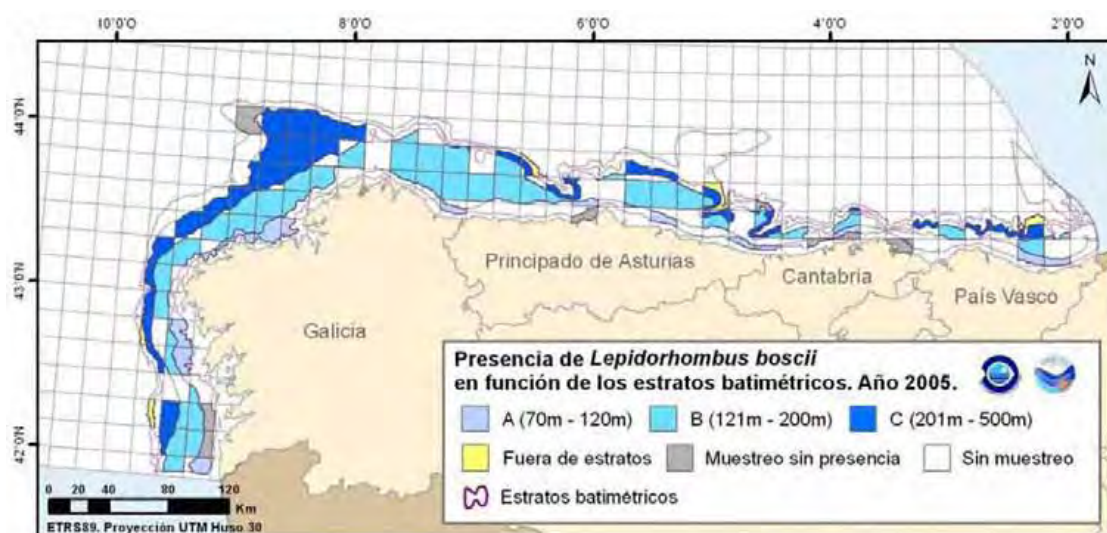 10°0'O 8°0'O 6°0'O 4°0'O 2°0'O
N
44°0'N
43°0'N
42°0'N
Principado de Asturias
Cantabria
País Vasco
Galicia
Presencia de Lepidorhombus boscii
en función de los estratos batimétricos. Año 2005.
A (70m - 120m) B (121m - 200m) C (201m - 500m)
Fuera de estratos Muestreo sin presencia Sin muestreo
Estratos batimétricos
0 20 40 80 120
Km
ETRS89. Proyección UTM Huso 30